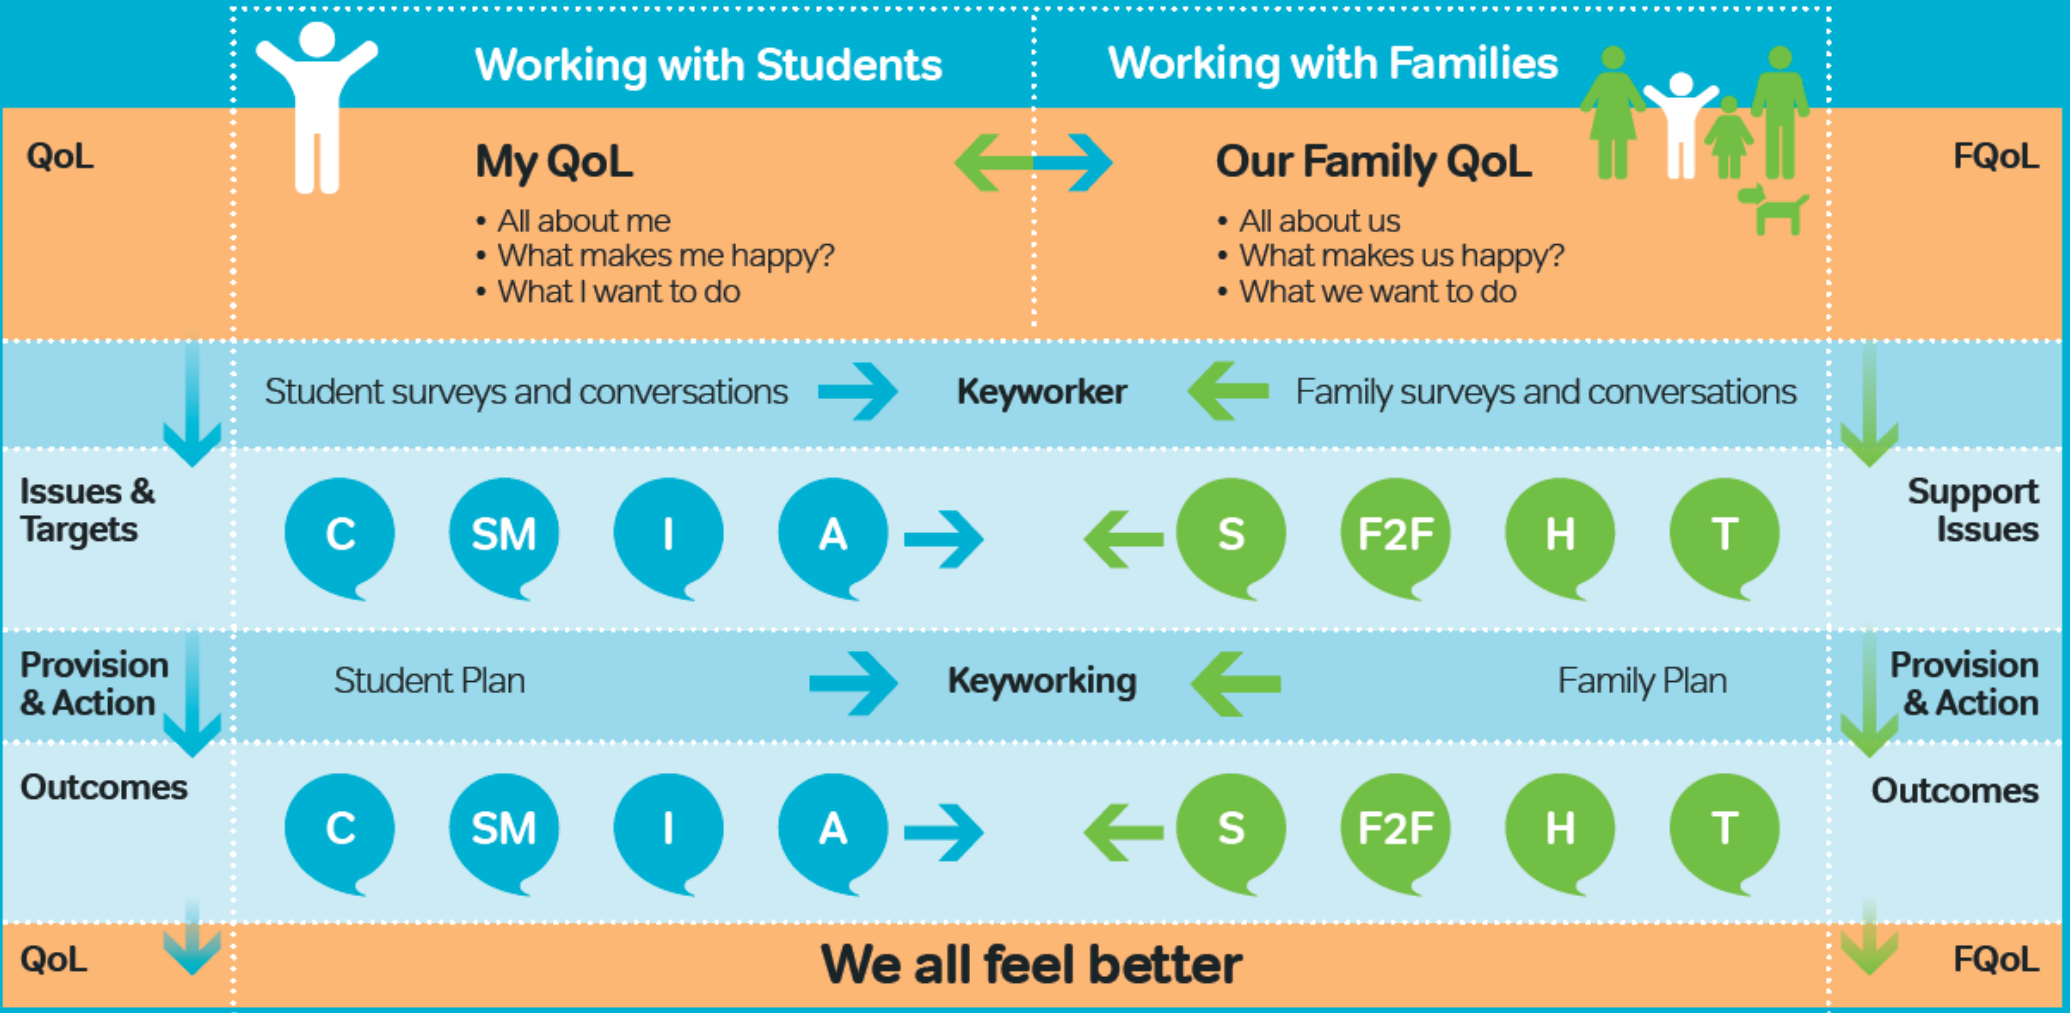 Working with Students
Working with Families
QoL
My QoL
Our Family QoL
FQoL
• All about me
• What makes me happy?
• What I want to do
• All about us
• What makes us happy?
• What we want to do
Student surveys and conversations
Keyworker
Family surveys and conversations
Issues &
Targets
C
SM
I
A
S
F2F
H
T
Support
Issues
Provision
& Action
Student Plan
Keyworking
Family Plan
Provision
& Action
Outcomes
C
SM
I
A
S
F2F
H
T
Outcomes
QoL
We all feel better
FQoL